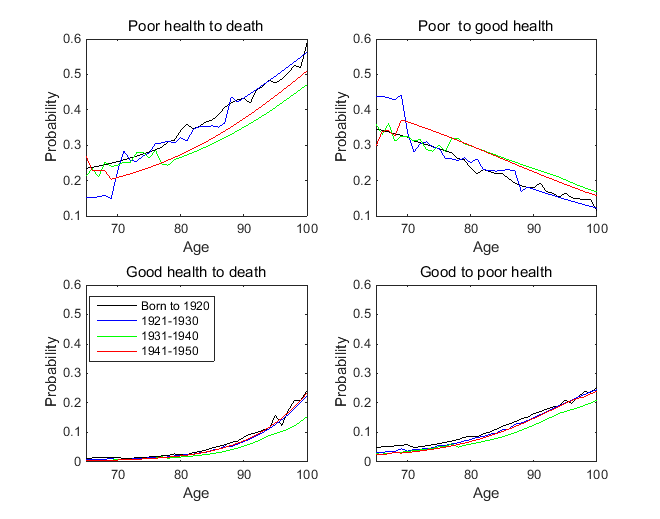 Poor health to death
0.6
0.5
0.4
0.3
0.2
0.1
Probability
70 80 90 100
Age
Poor  to good health
0.6
0.5
0.4
0.3
0.2
0.1
Probability
70 80 90 100
Age
Good health to death
0.6
0.5
0.4
0.3
0.2
0.1
0
Probability
Born to 1920
1921-1930
1931-1940
1941-1950
70 80 90 100
Age
Good to poor health
0.6
0.5
0.4
0.3
0.2
0.1
0
Probability
70 80 90 100
Age